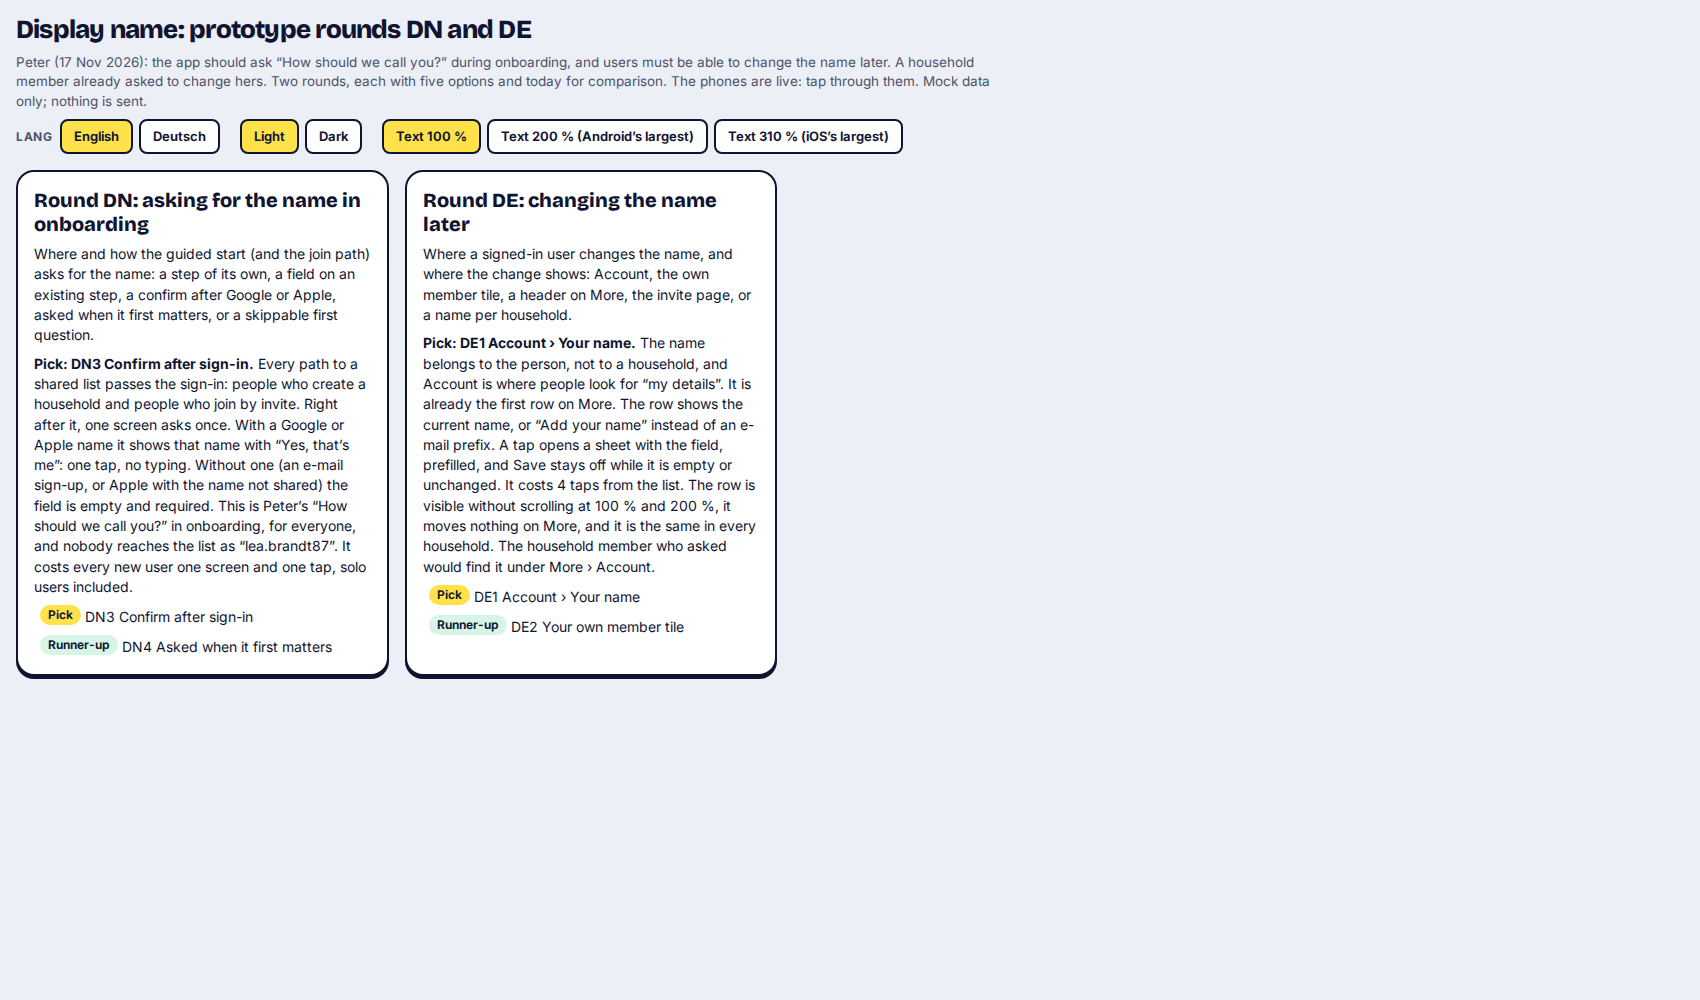 Display name: prototype rounds DN and DE
Peter (17 Nov 2026): the app should ask “How should we call you?” during onboarding, and users must be able to change the name later. A household
member already asked to change hers. Two rounds, each with five options and today for comparison. The phones are live: tap through them. Mock data
only; nothing is sent.
LANG English Deutsch Light Dark Text 100 % Text 200 % (Android’s largest) Text 310 % (iOS’s largest)
Round DN: asking for the name in
onboarding
Where and how the guided start (and the join path)
asks for the name: a step of its own, a field on an
existing step, a confirm after Google or Apple,
asked when it first matters, or a skippable first
question.
Pick: DN3 Confirm after sign-in. Every path to a
shared list passes the sign-in: people who create a
household and people who join by invite. Right
after it, one screen asks once. With a Google or
Apple name it shows that name with “Yes, that’s
me”: one tap, no typing. Without one (an e-mail
sign-up, or Apple with the name not shared) the
field is empty and required. This is Peter’s “How
should we call you?” in onboarding, for everyone,
and nobody reaches the list as “lea.brandt87”. It
costs every new user one screen and one tap, solo
users included.
Pick DN3 Confirm after sign-in
Runner-up DN4 Asked when it first matters
Round DE: changing the name
later
Where a signed-in user changes the name, and
where the change shows: Account, the own
member tile, a header on More, the invite page, or
a name per household.
Pick: DE1 Account › Your name. The name
belongs to the person, not to a household, and
Account is where people look for “my details”. It is
already the first row on More. The row shows the
current name, or “Add your name” instead of an e-
mail prefix. A tap opens a sheet with the field,
prefilled, and Save stays off while it is empty or
unchanged. It costs 4 taps from the list. The row is
visible without scrolling at 100 % and 200 %, it
moves nothing on More, and it is the same in every
household. The household member who asked
would find it under More › Account.
Pick DE1 Account › Your name
Runner-up DE2 Your own member tile